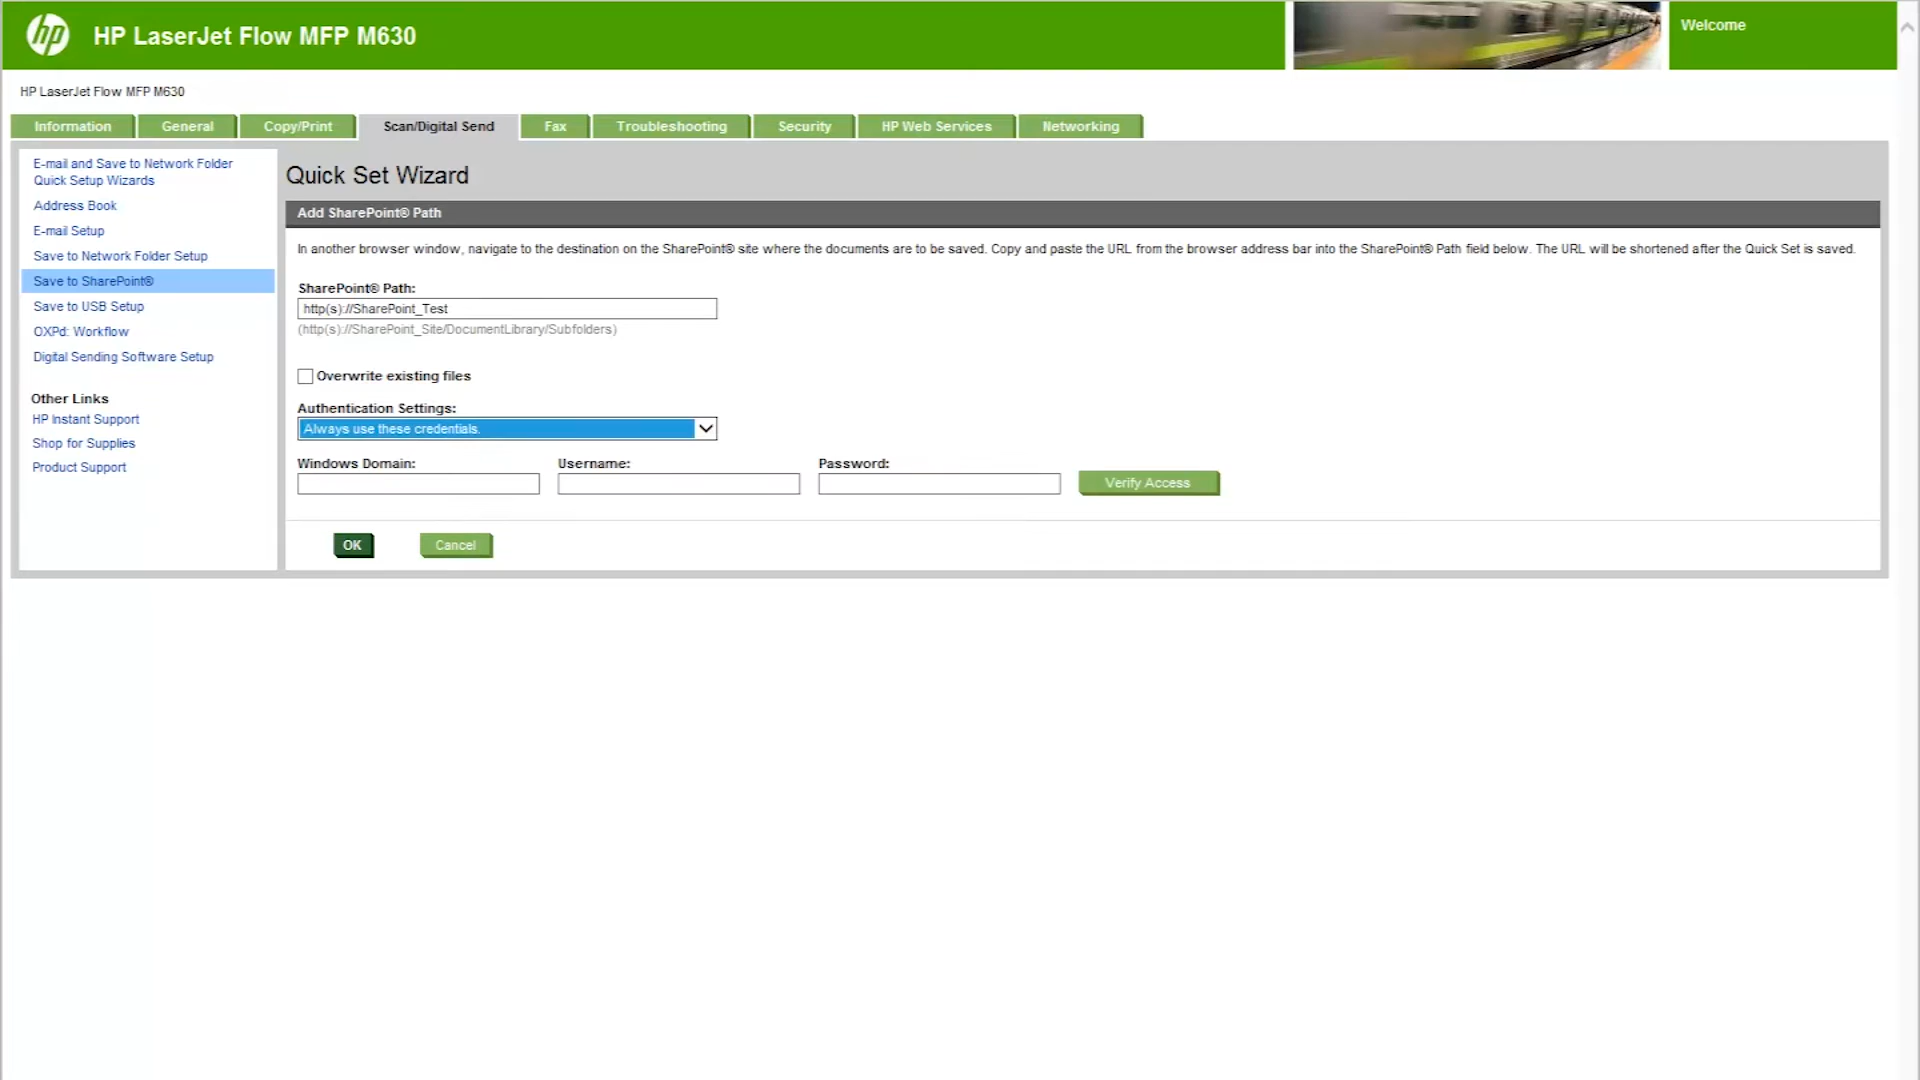 hp HP LaserJet Flow MFP M630
Welcome
HP LaserJet Flow MFP M630
Information General Copy/Print Scan/Digital Send Fax Troubleshooting Security HP Web Services Networking
E-mail and Save to Network Folder
Quick Setup Wizards
Address Book
E-mail Setup
Save to Network Folder Setup
Save to SharePoint®
Save to USB Setup
OXPd: Workflow
Digital Sending Software Setup
Other Links
HP Instant Support
Shop for Supplies
Product Support
Quick Set Wizard
Add SharePoint® Path
In another browser window, navigate to the destination on the SharePoint® site where the documents are to be saved. Copy and paste the URL from the browser address bar into the SharePoint® Path field below. The URL will be shortened after the Quick Set is saved.
SharePoint® Path:
http(s)://SharePoint_Test
(http(s)://SharePoint_Site/DocumentLibrary/Subfolders)
Overwrite existing files
Authentication Settings:
Always use these credentials.
Windows Domain: Username: Password:
Verify Access
OK Cancel